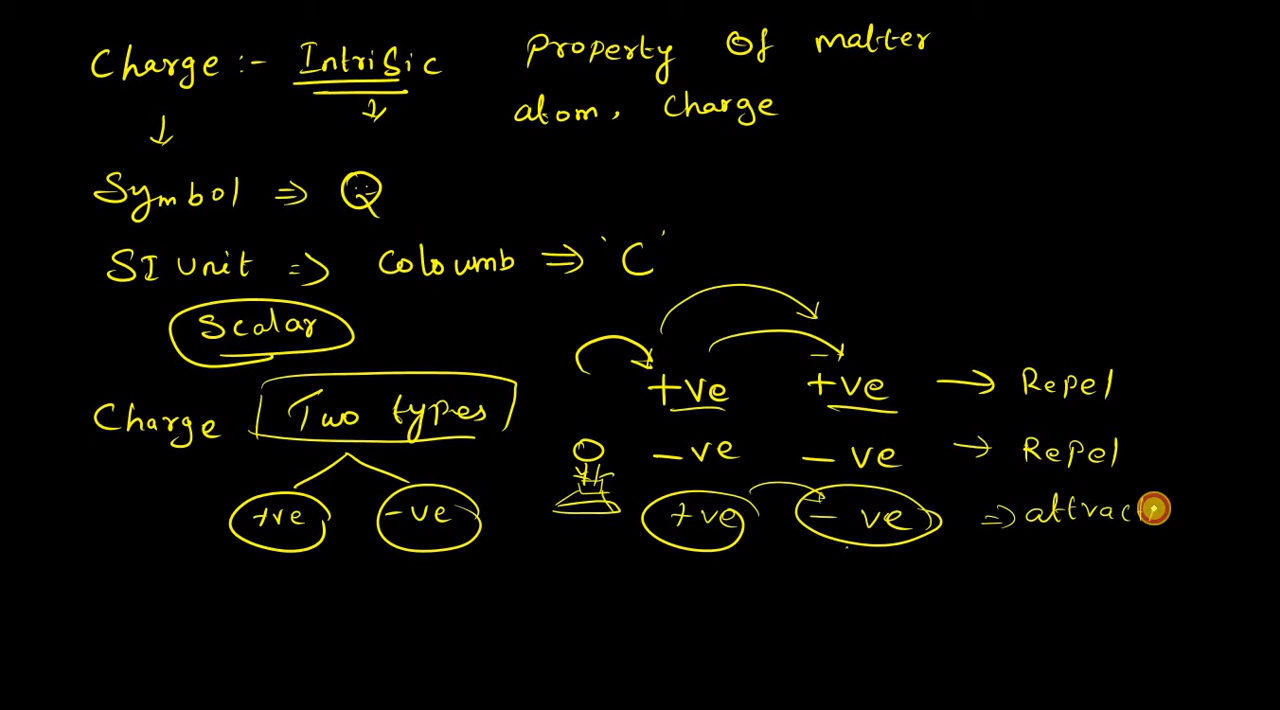 Charge :- Intrisic property Of matter
atom, Charge
Symbol ⇒ Q
SI Unit ⇒ Coloumb ⇒ 'C'
Scalar
Charge Two types
+ve -ve
+ve +ve → Repel
- ve - ve → Repel
+ve - ve ⇒ attract